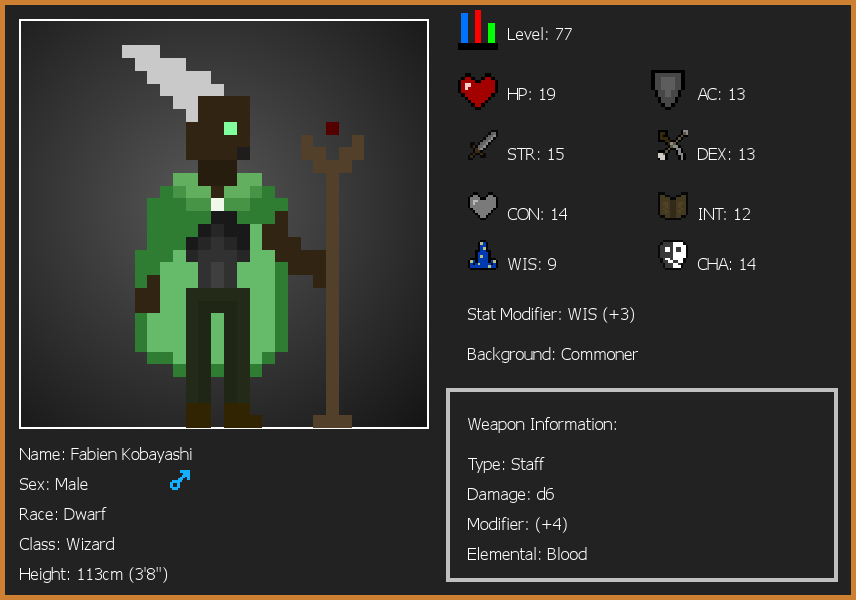 Level: 77
HP: 19
AC: 13
STR: 15
DEX: 13
CON: 14
INT: 12
WIS: 9
CHA: 14
Stat Modifier: WIS (+3)
Background: Commoner
Weapon Information:
Type: Staff
Damage: d6
Modifier: (+4)
Elemental: Blood
Name: Fabien Kobayashi
Sex: Male
Race: Dwarf
Class: Wizard
Height: 113cm (3'8")